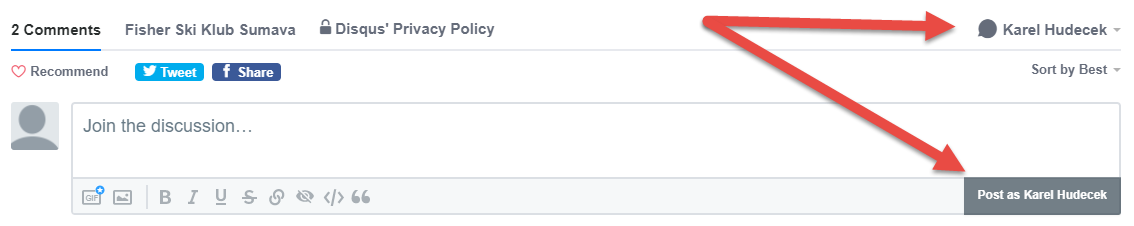 2 Comments Fisher Ski Klub Sumava Disqus' Privacy Policy Karel Hudecek
Recommend Tweet Share Sort by Best
Join the discussion…
GIF B I U S </> Post as Karel Hudecek